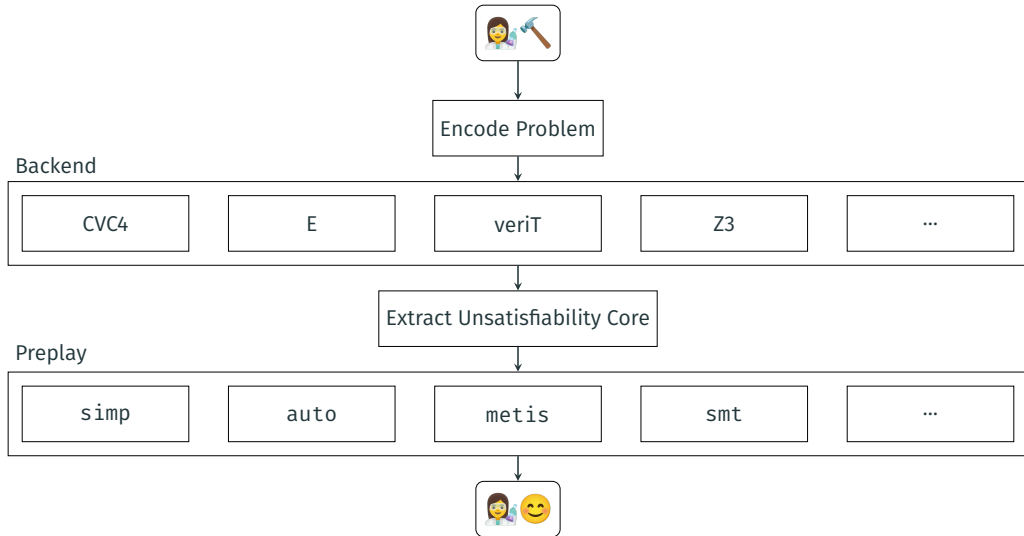 Encode Problem
Backend
CVC4
E
veriT
Z3
...
Extract Unsatisfiability Core
Preplay
simp
auto
metis
smt
...